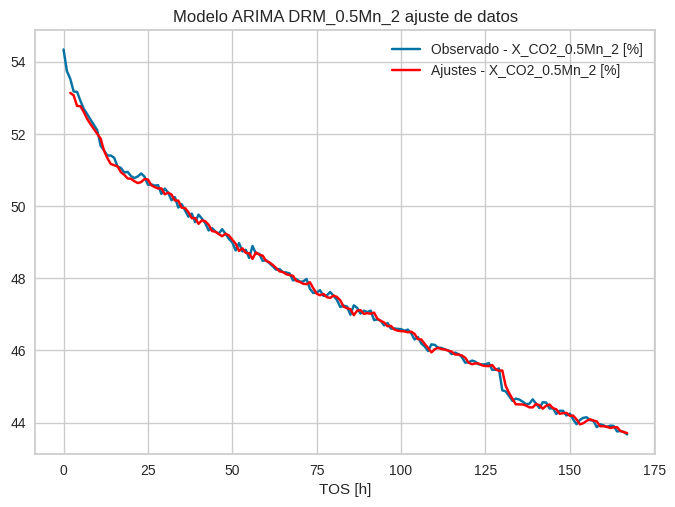 Modelo ARIMA DRM_0.5Mn_2 ajuste de datos
Observado - X_CO2_0.5Mn_2 [%]
Ajustes - X_CO2_0.5Mn_2 [%]
54
52
50
48
46
44
0 25 50 75 100 125 150 175
TOS [h]